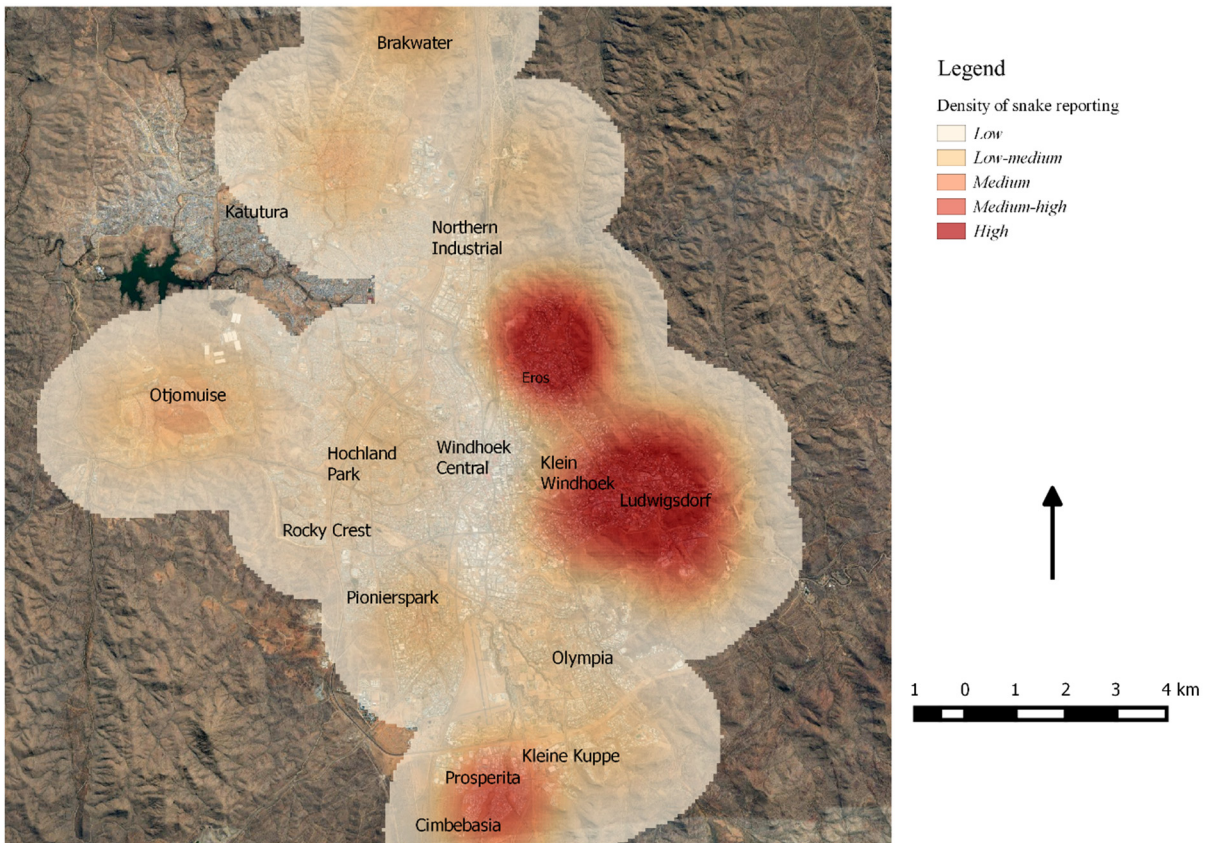 Brakwater
Katutura
Northern
Industrial
Eros
Otjomuise
Hochland
Park
Windhoek
Central
Klein
Windhoek
Ludwigsdorf
Rocky Crest
Pionierspark
Olympia
Kleine Kuppe
Prosperita
Cimbebasia
Legend
Density of snake reporting
Low
Low-medium
Medium
Medium-high
High
1 0 1 2 3 4 km